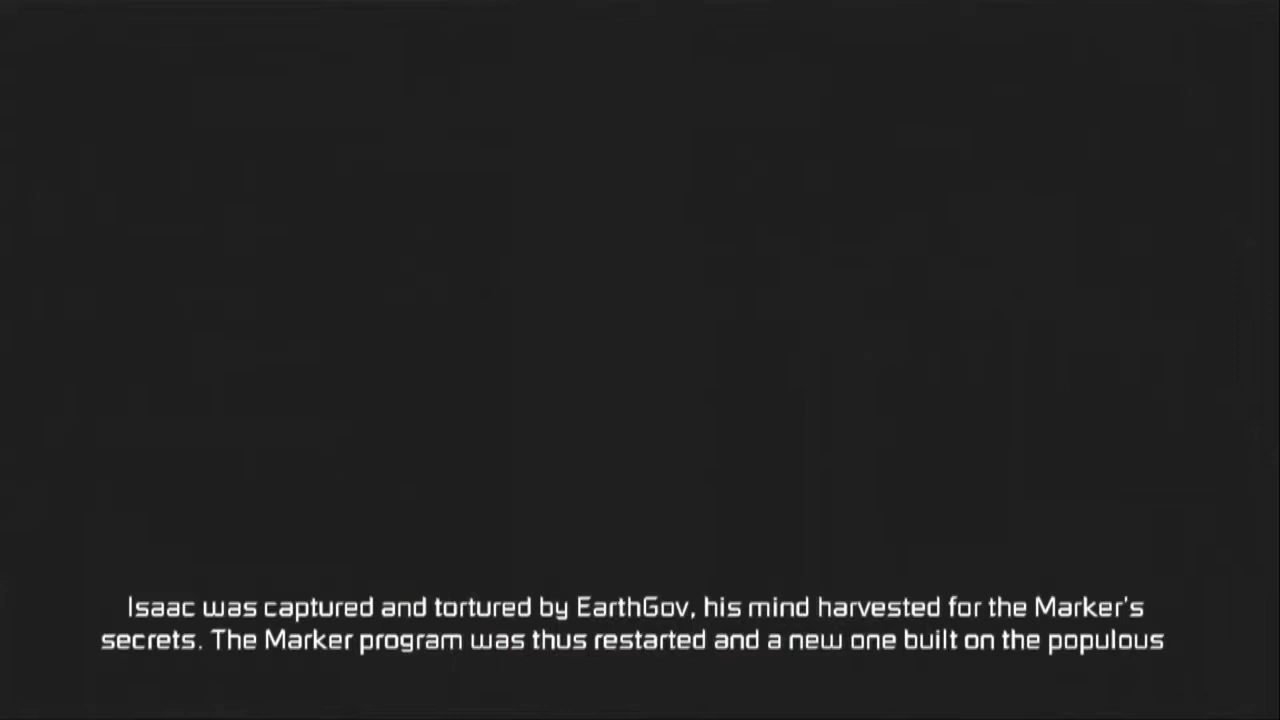 Isaac was captured and tortured by EarthGov, his mind harvested for the Marker's
secrets. The Marker program was thus restarted and a new one built on the populous